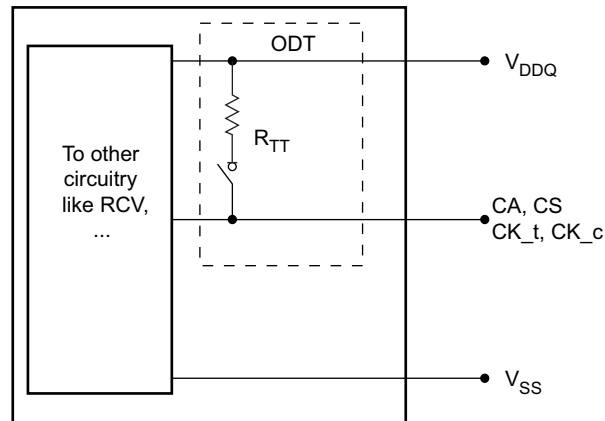 ODT
V_DDQ
R_TT
To other
circuitry
like RCV,
...
CA, CS
CK_t, CK_c
V_SS